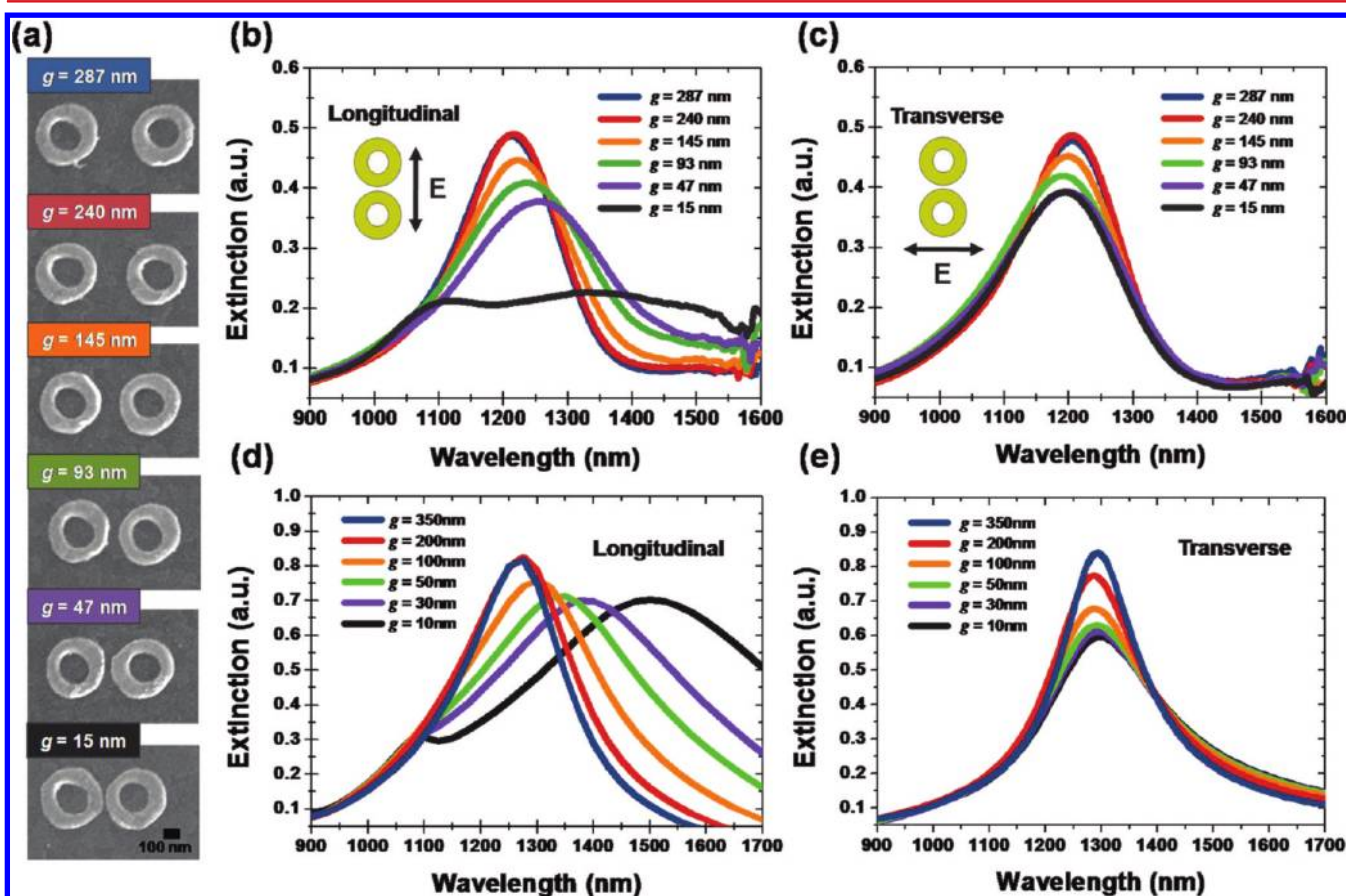 (a)
g = 287 nm
g = 240 nm
g = 145 nm
g = 93 nm
g = 47 nm
g = 15 nm
100 nm
(b)
Extinction (a.u.)
0.6
0.5
0.4
0.3
0.2
0.1
Longitudinal
E
g = 287 nm
g = 240 nm
g = 145 nm
g = 93 nm
g = 47 nm
g = 15 nm
900 1000 1100 1200 1300 1400 1500 1600
Wavelength (nm)
(c)
Extinction (a.u.)
0.6
0.5
0.4
0.3
0.2
0.1
Transverse
E
g = 287 nm
g = 240 nm
g = 145 nm
g = 93 nm
g = 47 nm
g = 15 nm
900 1000 1100 1200 1300 1400 1500 1600
Wavelength (nm)
(d)
Extinction (a.u.)
1.0
0.9
0.8
0.7
0.6
0.5
0.4
0.3
0.2
0.1
g = 350nm
g = 200nm
g = 100nm
g = 50nm
g = 30nm
g = 10nm
Longitudinal
900 1000 1100 1200 1300 1400 1500 1600 1700
Wavelength (nm)
(e)
Extinction (a.u.)
1.0
0.9
0.8
0.7
0.6
0.5
0.4
0.3
0.2
0.1
g = 350nm
g = 200nm
g = 100nm
g = 50nm
g = 30nm
g = 10nm
Transverse
900 1000 1100 1200 1300 1400 1500 1600 1700
Wavelength (nm)